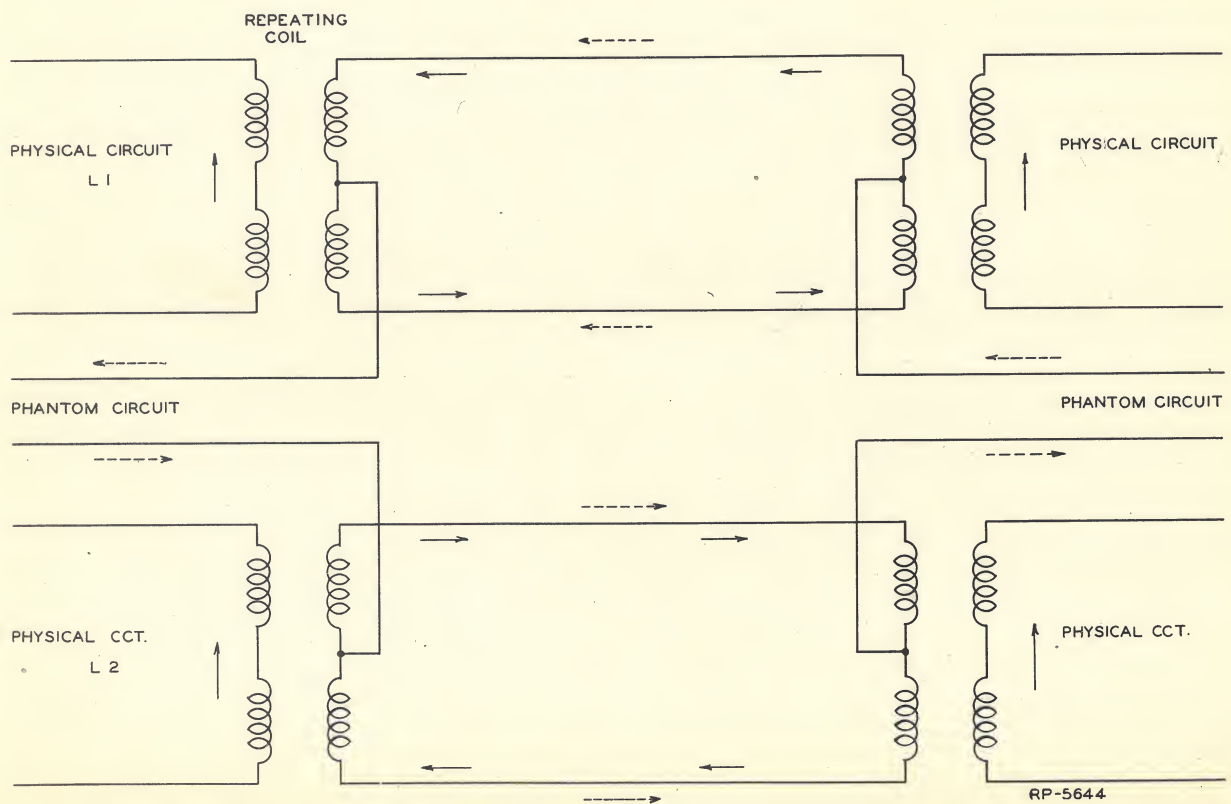 REPEATING
COIL
PHYSICAL CIRCUIT
L 1
PHYSICAL CIRCUIT
PHANTOM CIRCUIT
PHANTOM CIRCUIT
PHYSICAL CCT.
L 2
PHYSICAL CCT.
RP-5644